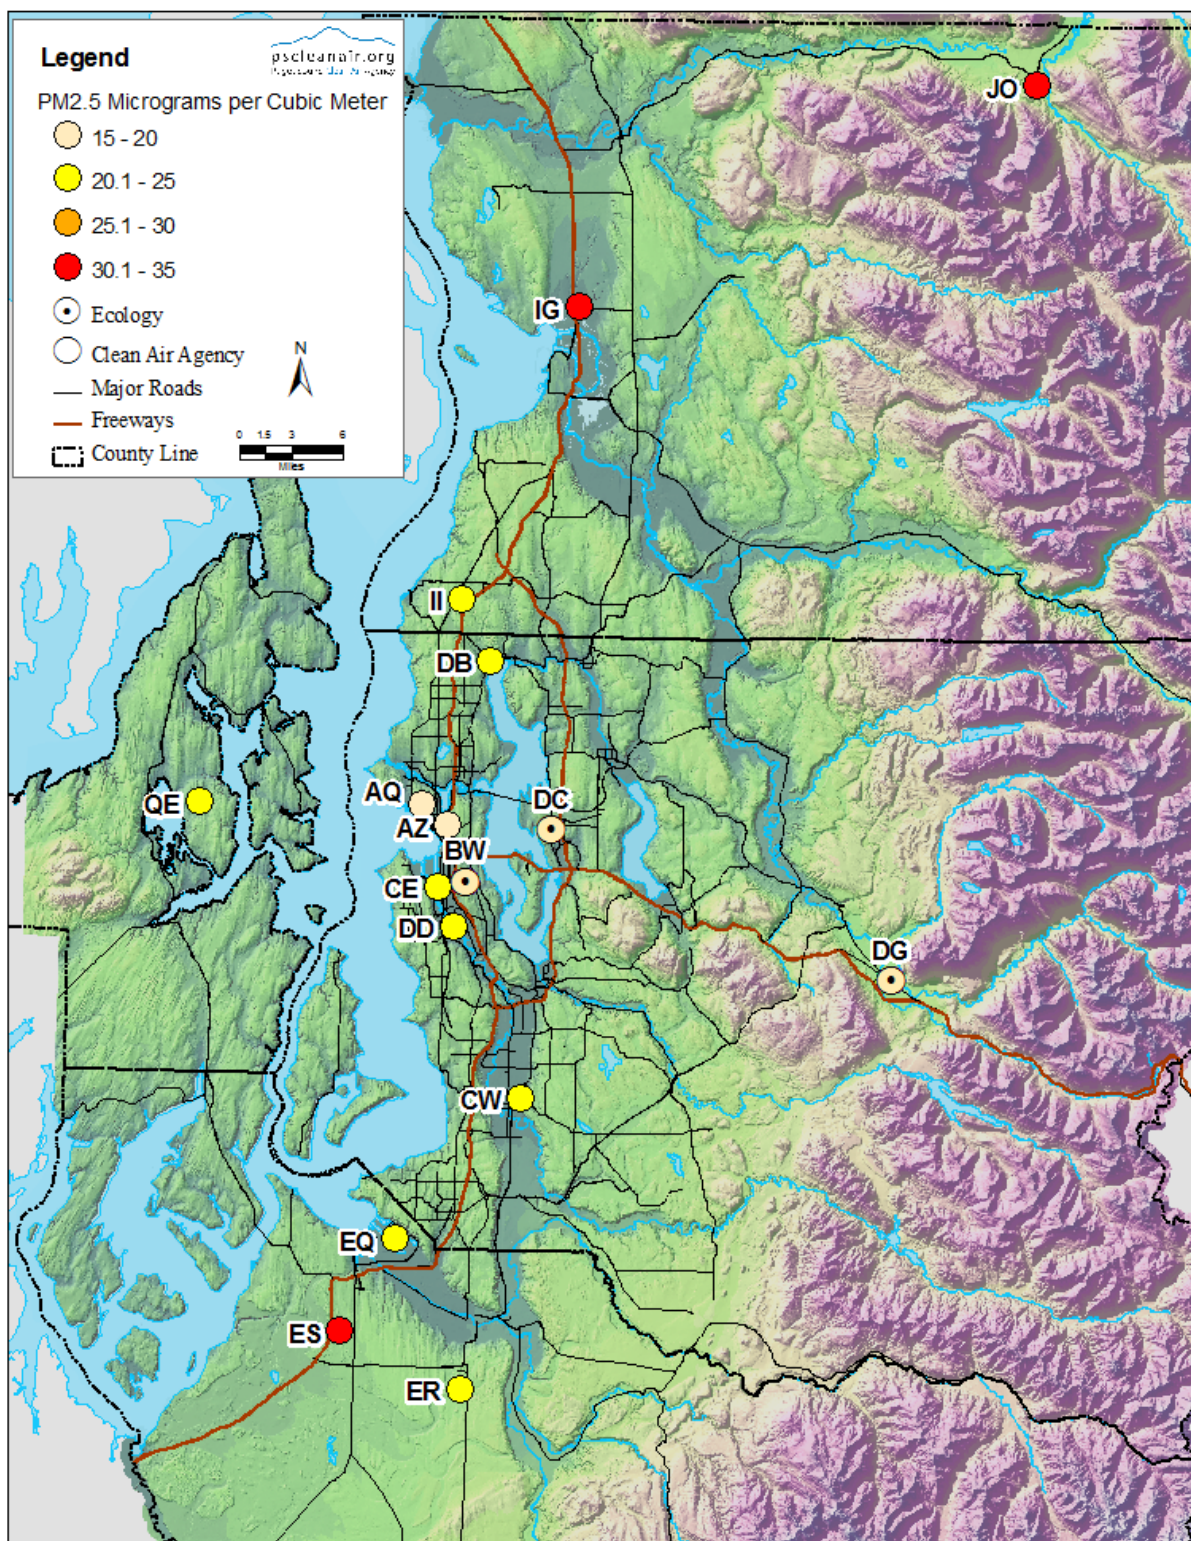 Legend
pscleanair.org
PM2.5 Micrograms per Cubic Meter
15 - 20
20.1 - 25
25.1 - 30
30.1 - 35
Ecology
Clean Air Agency
N
Major Roads
Freeways
County Line
0 1.5 3 6
Miles
JO
IG
II
DB
QE
AQ
AZ
DC
BW
CE
DD
DG
CW
EQ
ES
ER